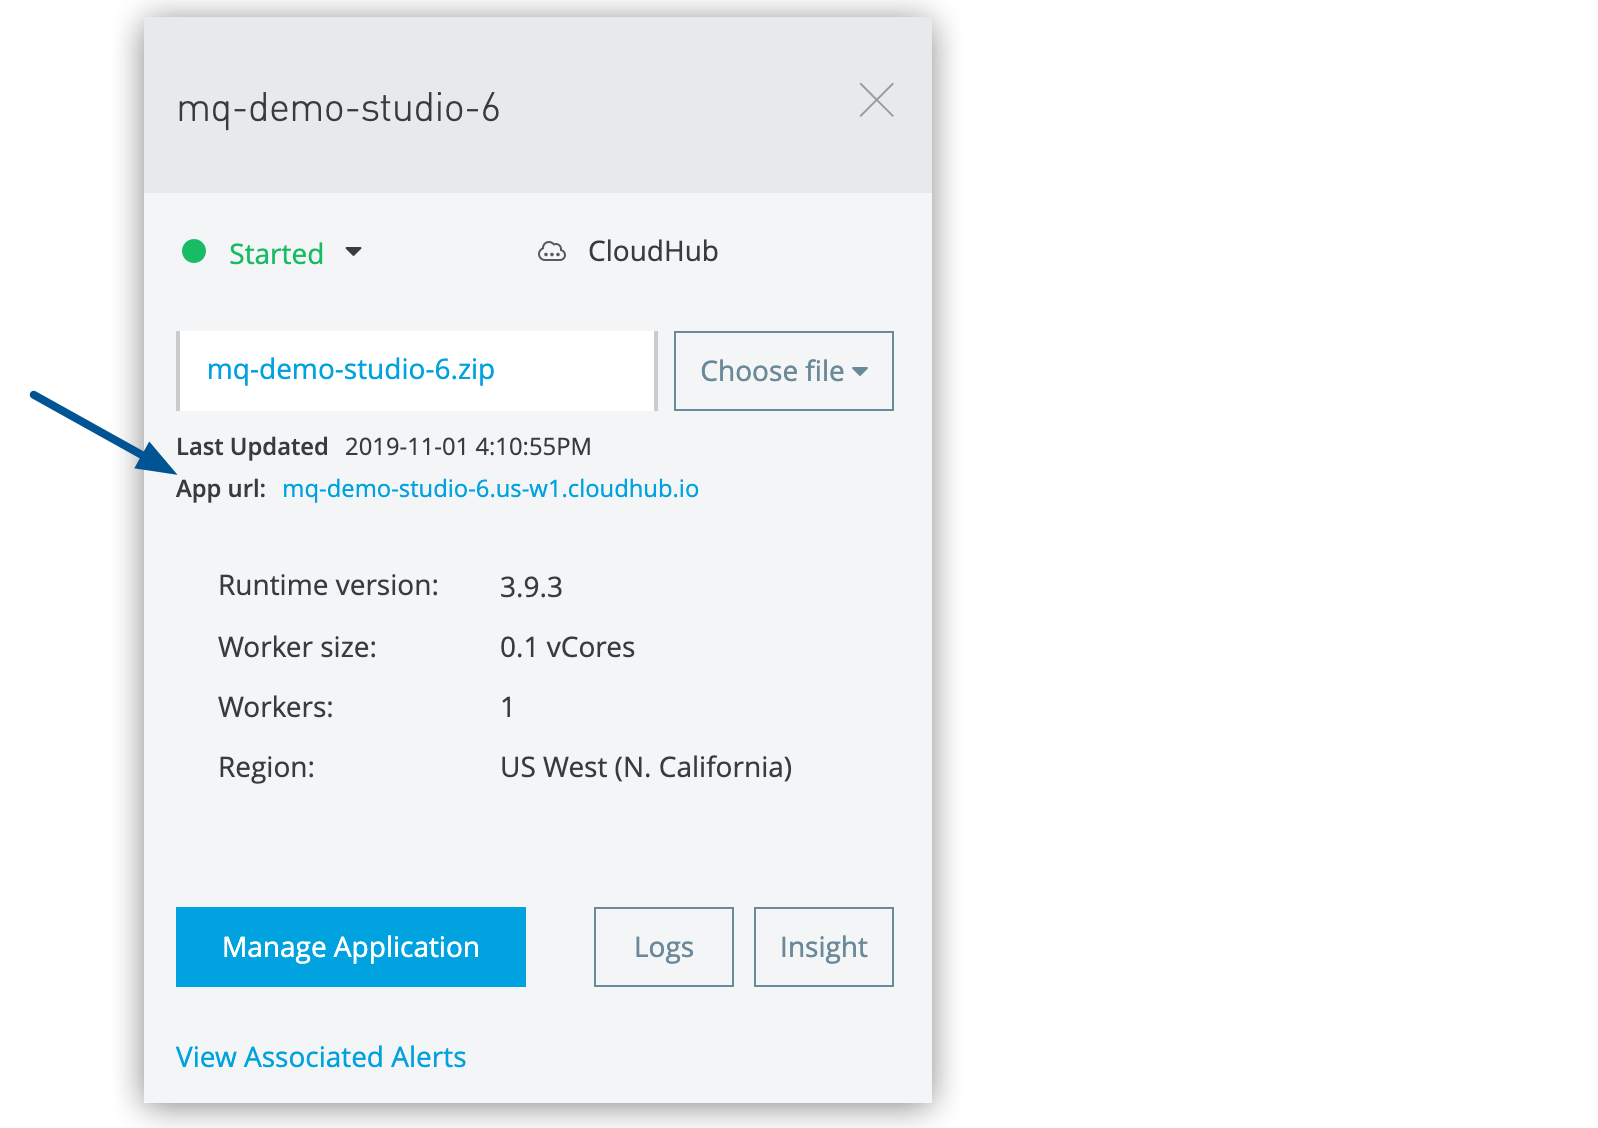 mq-demo-studio-6
Started CloudHub
mq-demo-studio-6.zip Choose file
Last Updated 2019-11-01 4:10:55PM
App url: mq-demo-studio-6.us-w1.cloudhub.io
Runtime version: 3.9.3
Worker size: 0.1 vCores
Workers: 1
Region: US West (N. California)
Manage Application Logs Insight
View Associated Alerts